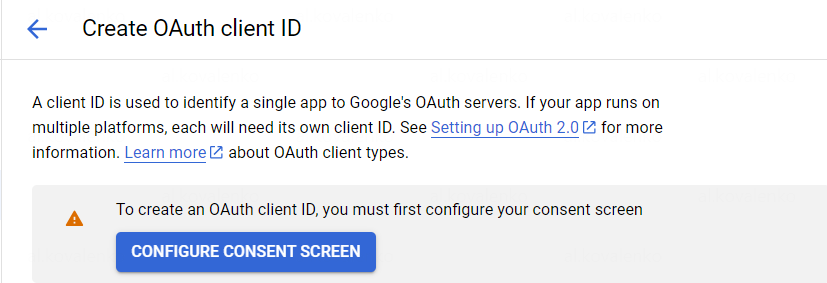 Create OAuth client ID
A client ID is used to identify a single app to Google's OAuth servers. If your app runs on
multiple platforms, each will need its own client ID. See Setting up OAuth 2.0 for more
information. Learn more about OAuth client types.
To create an OAuth client ID, you must first configure your consent screen
CONFIGURE CONSENT SCREEN